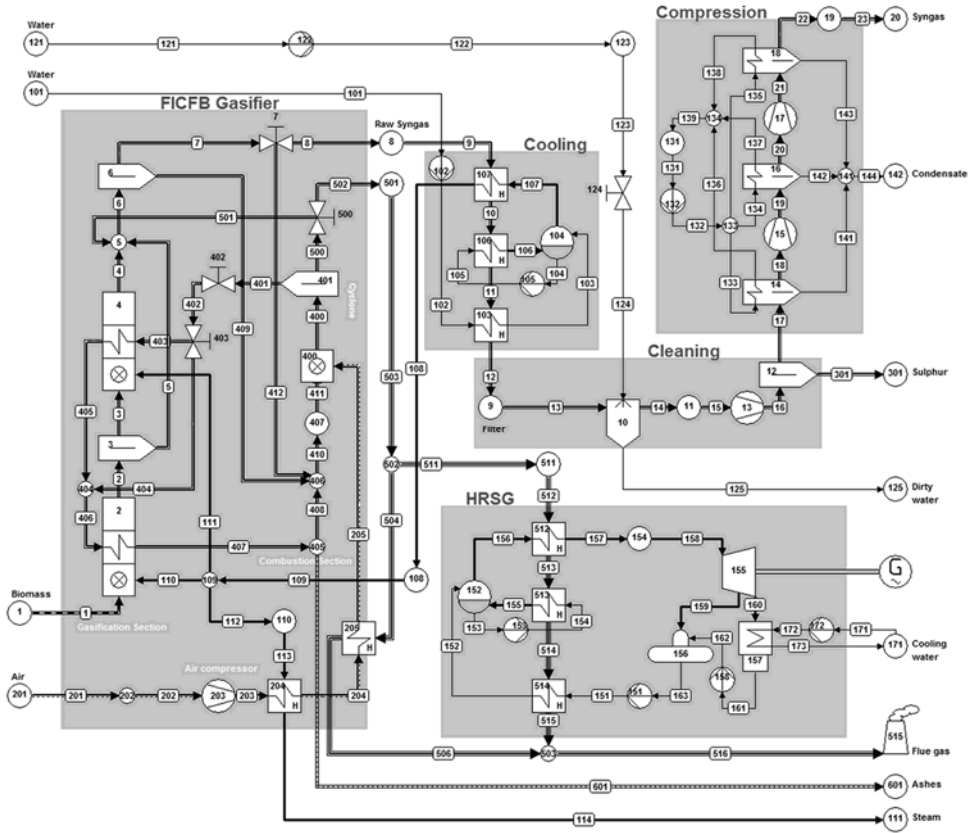 Water
121 121 122 122 123
Water
101 101
FICFB Gasifier
7
7 8 Raw Syngas 8 9
Cooling
6
6
5
4
501
502 501
500
500
402
401 401
402
403
403
400
Cyclone
4
409
405
5
3
3
412
400
411
407
410
406
408
404 404
406
2
2
407 405
205
Combustion Section
111
110 109 109 108
Biomass
1 1
Gasification Section
112 110
113
Air compressor
Air
201 201 202 202 203 203 204 H 204
205 H
102
107 H 107
10
106 H 106 104
105 105 104
11
103 H
102 103
108
12
503
502 511 511
504
512
123
124
124
Compression
22 19 23 20 Syngas
18
138
135
21
139 134
17
143
131
131
137
20
16 142 142 Condensate
141 144
132
136
19
132 133 134
15
133
18
141
14
17
Cleaning
12 301 301 Sulphur
9 13 10 14 11 15 13 16
Filter
125 125 Dirty
water
HRSG
156 512 H 157 154 158
513
155
G
~
152 155 513 H
153 153 154
514
159 160
156 162 157
172 172 171
173 171 Cooling
water
152 514 H 151 151 163
158
161
515
506 503 516
515
Flue gas
601 601 Ashes
114 111 Steam